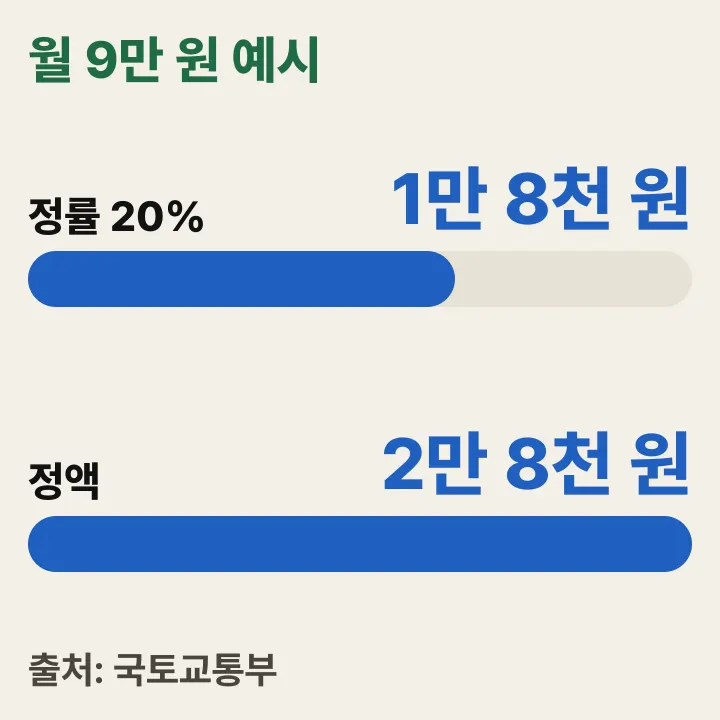 월 9만 원 예시
정률 20%
1만 8천 원
정액
2만 8천 원
출처: 국토교통부